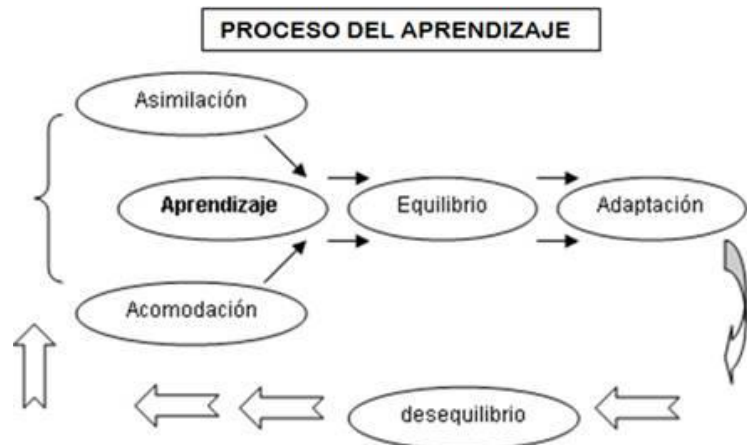 PROCESO DEL APRENDIZAJE
Asimilación
Aprendizaje
Equilibrio
Adaptación
Acomodación
desequilibrio